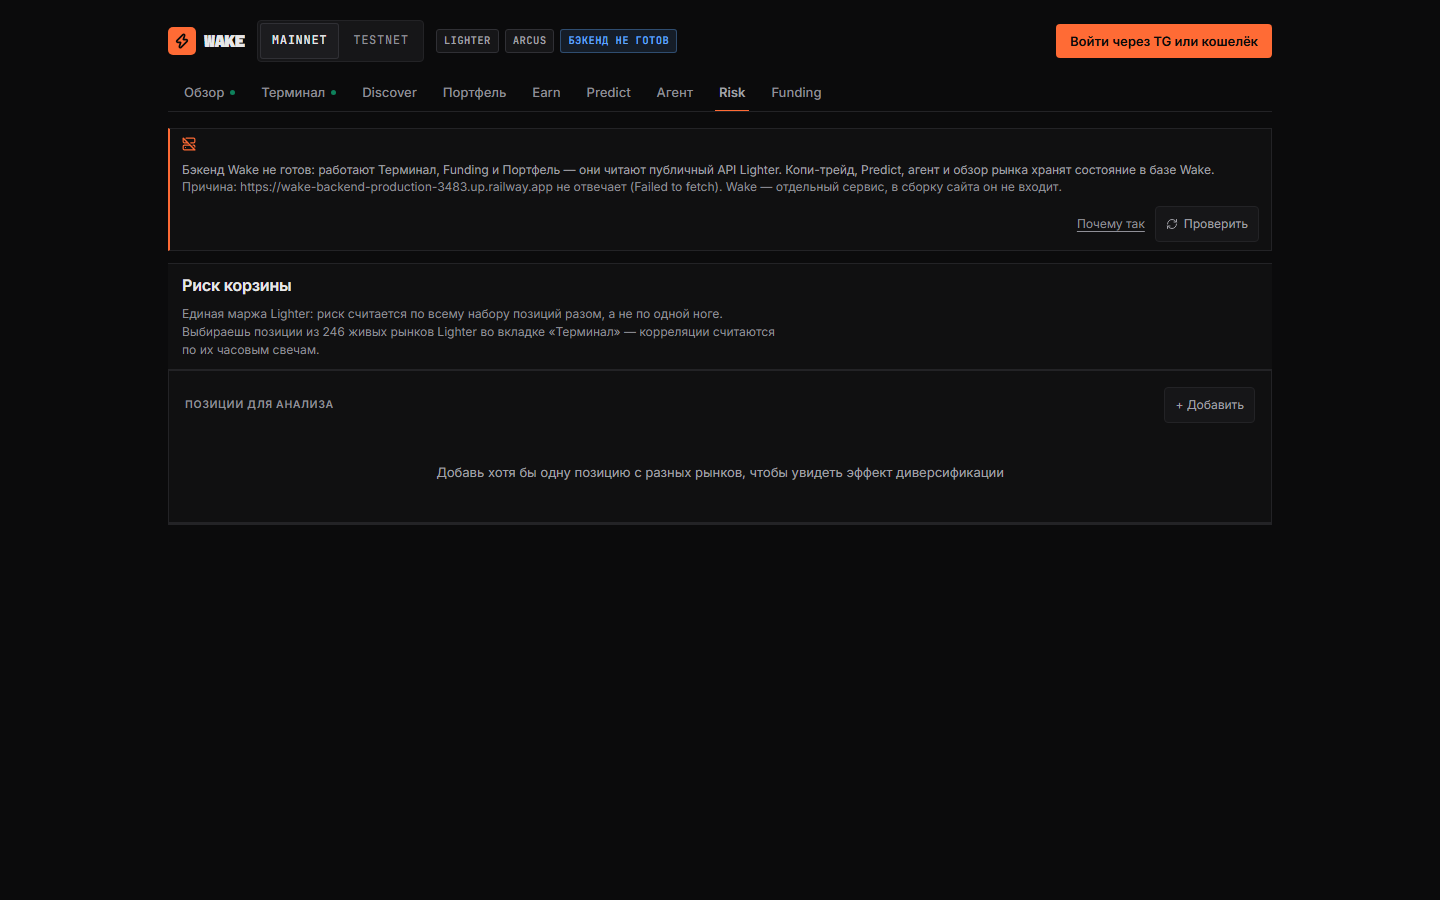 WAKE
MAINNET TESTNET
LIGHTER ARCUS БЭКЕНД НЕ ГОТОВ
Войти через TG или кошелёк
Обзор Терминал Discover Портфель Earn Predict Агент Risk Funding
Бэкенд Wake не готов: работают Терминал, Funding и Портфель — они читают публичный API Lighter. Копи-трейд, Predict, агент и обзор рынка хранят состояние в базе Wake.
Причина: https://wake-backend-production-3483.up.railway.app не отвечает (Failed to fetch). Wake — отдельный сервис, в сборку сайта он не входит.
Почему так Проверить
Риск корзины
Единая маржа Lighter: риск считается по всему набору позиций разом, а не по одной ноге.
Выбираешь позиции из 246 живых рынков Lighter во вкладке «Терминал» — корреляции считаются
по их часовым свечам.
ПОЗИЦИИ ДЛЯ АНАЛИЗА
+ Добавить
Добавь хотя бы одну позицию с разных рынков, чтобы увидеть эффект диверсификации